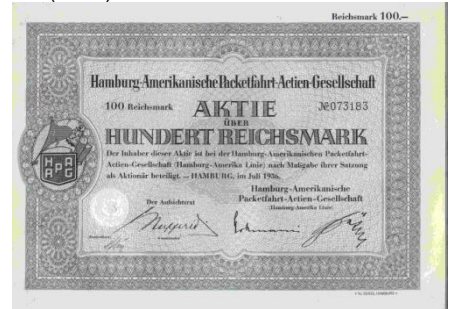 Reichsmark 100.—
Hamburg-Amerikanische Packetfahrt-Actien-Gesellschaft
100 Reichsmark AKTIE № 073183
ÜBER
HUNDERT REICHSMARK
Der Inhaber dieser Aktie ist bei der Hamburg-Amerikanischen Packetfahrt-
Actien-Gesellschaft (Hamburg-Amerika Linie) nach Maßgabe ihrer Satzung
als Aktionär beteiligt. — HAMBURG, im Juli 1936.
Hamburg-Amerikanische
Der Aufsichtsrat Packetfahrt-Actien-Gesellschaft
(Hamburg-Amerika Linie)
H A P G